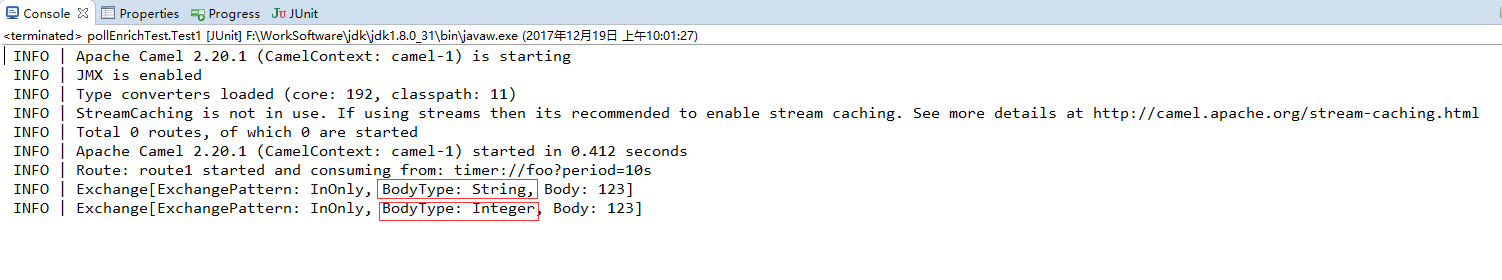 Console Properties Progress JUnit
<terminated> pollEnrichTest.Test1 [JUnit] F:\WorkSoftware\jdk\jdk1.8.0_31\bin\javaw.exe (2017年12月19日 上午10:01:27)
INFO | Apache Camel 2.20.1 (CamelContext: camel-1) is starting
INFO | JMX is enabled
INFO | Type converters loaded (core: 192, classpath: 11)
INFO | StreamCaching is not in use. If using streams then its recommended to enable stream caching. See more details at http://camel.apache.org/stream-caching.html
INFO | Total 0 routes, of which 0 are started
INFO | Apache Camel 2.20.1 (CamelContext: camel-1) started in 0.412 seconds
INFO | Route: route1 started and consuming from: timer://foo?period=10s
INFO | Exchange[ExchangePattern: InOnly, BodyType: String, Body: 123]
INFO | Exchange[ExchangePattern: InOnly, BodyType: Integer, Body: 123]